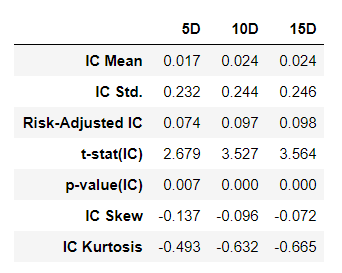 5D 10D 15D
IC Mean 0.017 0.024 0.024
IC Std. 0.232 0.244 0.246
Risk-Adjusted IC 0.074 0.097 0.098
t-stat(IC) 2.679 3.527 3.564
p-value(IC) 0.007 0.000 0.000
IC Skew -0.137 -0.096 -0.072
IC Kurtosis -0.493 -0.632 -0.665